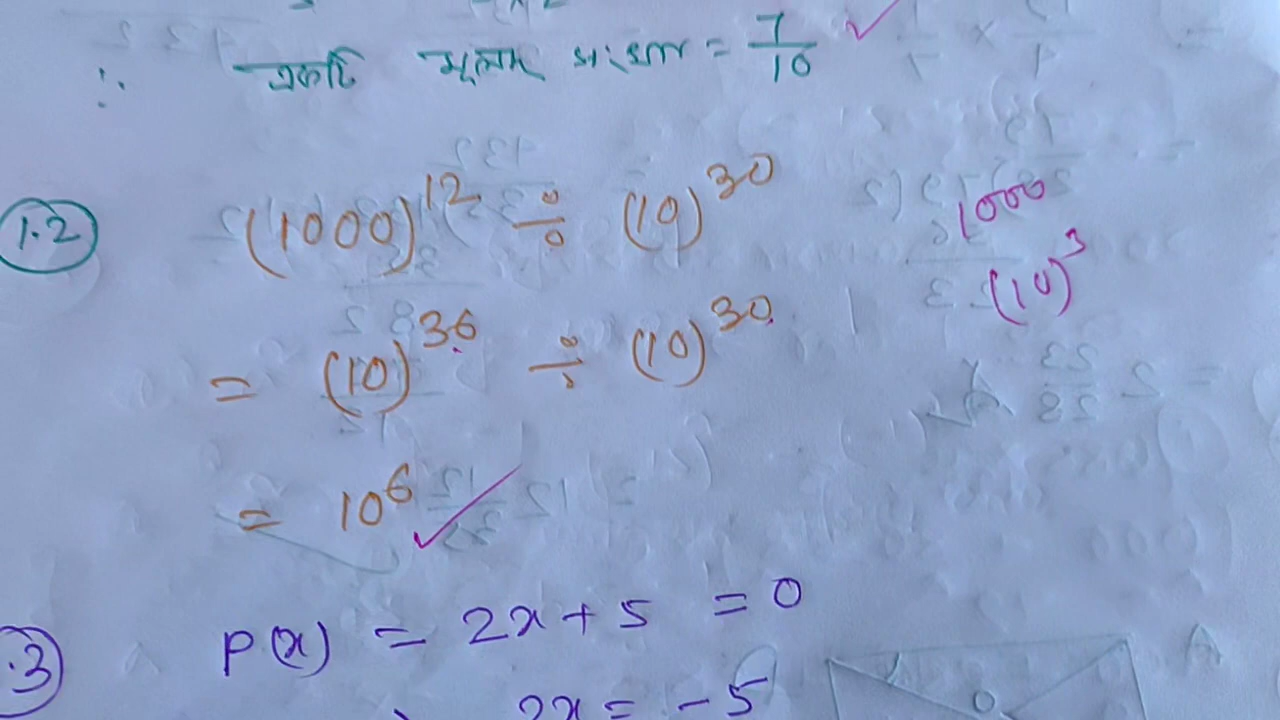 ∴ একটি মূলদ সংখ্যা = 7/10 ✓
1.2 (1000)^12 ÷ (10)^30
1000
(10)^3
= (10)^36 ÷ (10)^30
= 10^6 ✓
.3 P(x) = 2x + 5 = 0
2x = -5